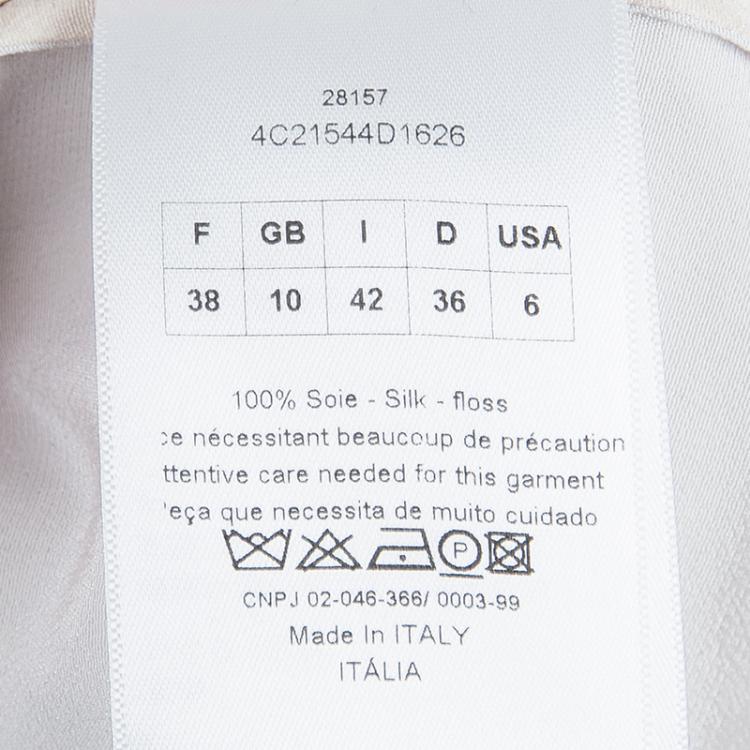 28157
4C21544D1626
F GB I D USA
38 10 42 36 6
100% Soie - Silk - floss
ce nécessitant beaucoup de précaution
ttentive care needed for this garment
eça que necessita de muito cuidado
P
CNPJ 02-046-366/ 0003-99
Made In ITALY
ITÁLIA